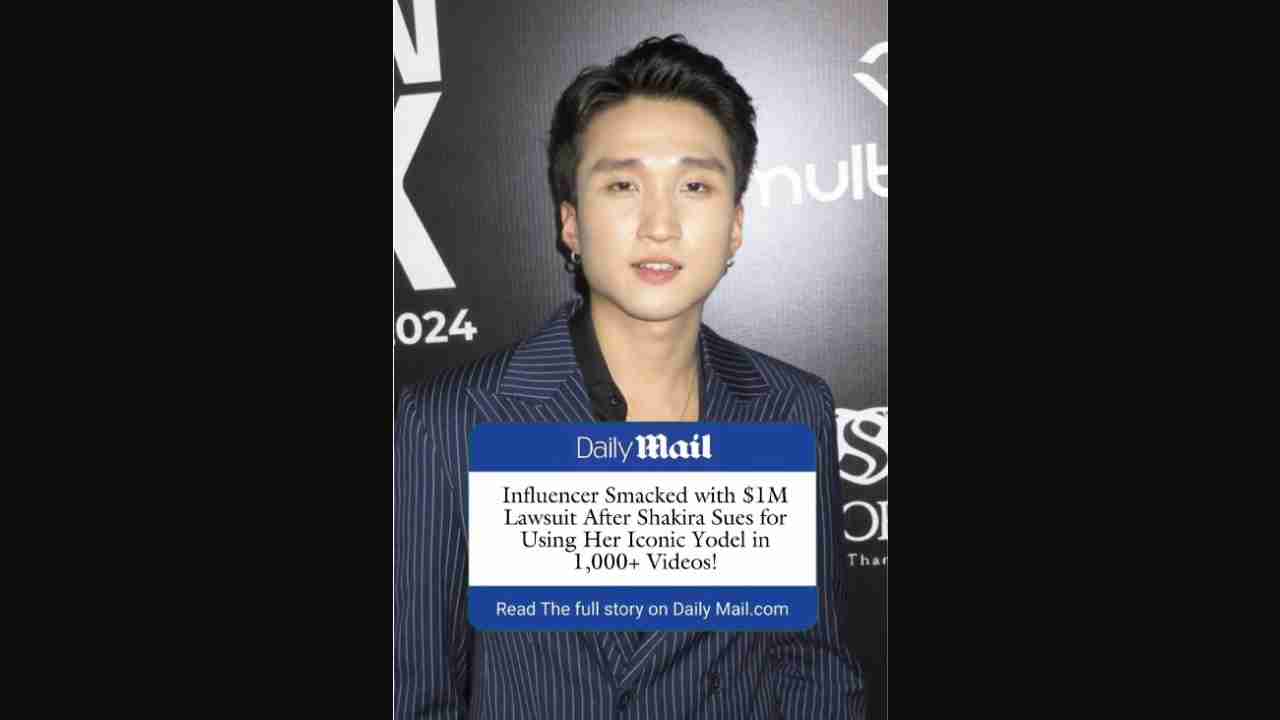 2024
mult
Daily Mail
Influencer Smacked with $1M
Lawsuit After Shakira Sues for
Using Her Iconic Yodel in
1,000+ Videos!
Read The full story on Daily Mail.com